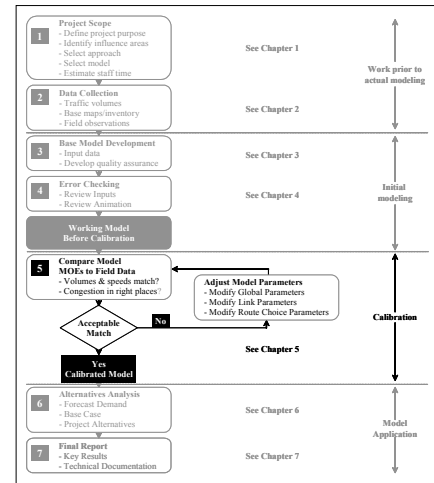 1
Project Scope
- Define project purpose
- Identify influence areas
- Select approach
- Select model
- Estimate staff time
See Chapter 1
Work prior to
actual modeling
2
Data Collection
- Traffic volumes
- Base maps/inventory
- Field observations
See Chapter 2
3
Base Model Development
- Input data
- Develop quality assurance
See Chapter 3
4
Error Checking
- Review Inputs
- Review Animation
See Chapter 4
Initial
modeling
Working Model
Before Calibration
5
Compare Model
MOEs to Field Data
- Volumes & speeds match?
- Congestion in right places?
Adjust Model Parameters
- Modify Global Parameters
- Modify Link Parameters
- Modify Route Choice Parameters
No
Acceptable
Match
Calibration
See Chapter 5
Yes
Calibrated Model
6
Alternatives Analysis
- Forecast Demand
- Base Case
- Project Alternatives
See Chapter 6
Model
Application
7
Final Report
- Key Results
- Technical Documentation
See Chapter 7